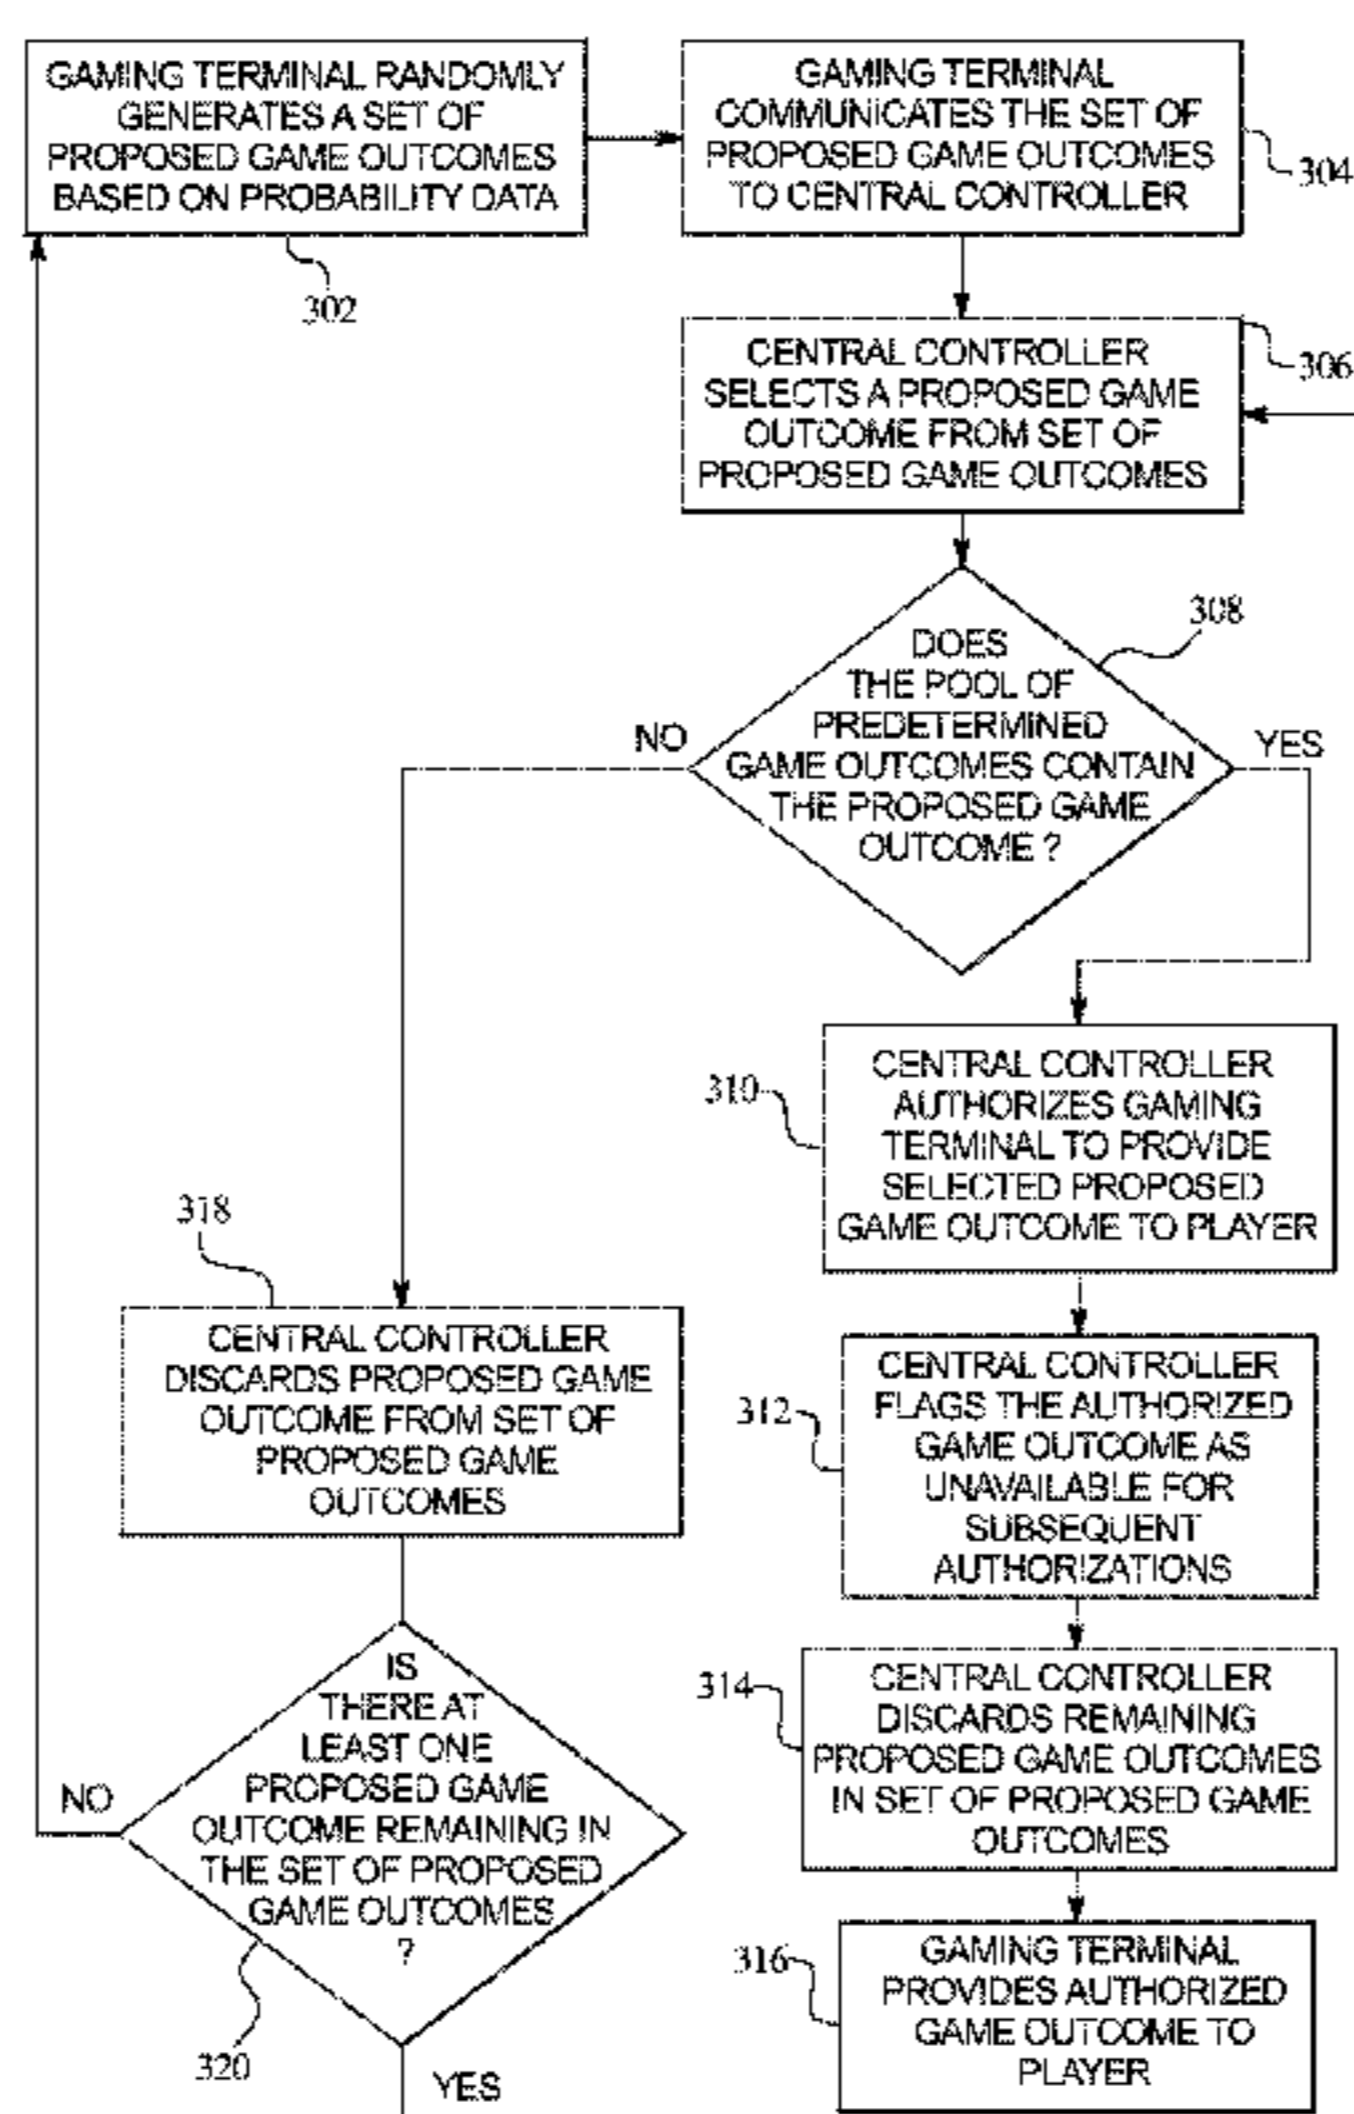 GAMING TERMINAL RANDOMLY
GENERATES A SET OF
PROPOSED GAME OUTCOMES
BASED ON PROBABILITY DATA
302
GAMING TERMINAL
COMMUNICATES THE SET OF
PROPOSED GAME OUTCOMES
TO CENTRAL CONTROLLER
304
CENTRAL CONTROLLER
SELECTS A PROPOSED GAME
OUTCOME FROM SET OF
PROPOSED GAME OUTCOMES
306
DOES
THE POOL OF
PREDETERMINED
GAME OUTCOMES CONTAIN
THE PROPOSED GAME
OUTCOME ?
308
NO
YES
CENTRAL CONTROLLER
AUTHORIZES GAMING
TERMINAL TO PROVIDE
SELECTED PROPOSED
GAME OUTCOME TO PLAYER
310
CENTRAL CONTROLLER
FLAGS THE AUTHORIZED
GAME OUTCOME AS
UNAVAILABLE FOR
SUBSEQUENT
AUTHORIZATIONS
312
CENTRAL CONTROLLER
DISCARDS REMAINING
PROPOSED GAME OUTCOMES
IN SET OF PROPOSED GAME
OUTCOMES
314
GAMING TERMINAL
PROVIDES AUTHORIZED
GAME OUTCOME TO
PLAYER
316
318
CENTRAL CONTROLLER
DISCARDS PROPOSED GAME
OUTCOME FROM SET OF
PROPOSED GAME
OUTCOMES
IS
THERE AT
LEAST ONE
PROPOSED GAME
OUTCOME REMAINING IN
THE SET OF PROPOSED
GAME OUTCOMES
?
NO
320
YES